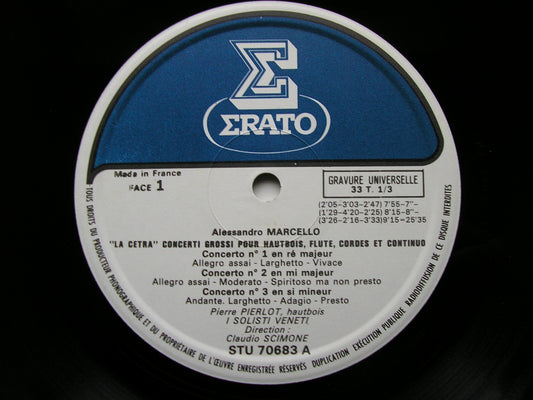 ERATO
Made in France
FACE 1
GRAVURE UNIVERSELLE
33 T. 1/3
(2'05-3'03-2'47) 7'55-7''-
(1'29-4'20-2'25) 8'15-8''-
(3'26-2'16-3'33) 9'15=25'35
Alessandro MARCELLO
"LA CETRA" CONCERTI GROSSI POUR HAUTBOIS, FLUTE, CORDES ET CONTINUO
Concerto n° 1 en ré majeur
Allegro assai - Larghetto - Vivace
Concerto n° 2 en mi majeur
Allegro assai - Moderato - Spiritoso ma non presto
Concerto n° 3 en si mineur
Andante. Larghetto - Adagio - Presto
Pierre PIERLOT, hautbois
I SOLISTI VENETI
Direction :
Claudio SCIMONE
STU 70683 A
TOUS DROITS DU PRODUCTEUR PHONOGRAPHIQUE ET DU PROPRIETAIRE DE L'ŒUVRE ENREGISTRÉE RÉSERVÉS DUPLICATION EXÉCUTION PUBLIQUE RADIODIFFUSION DE CE DISQUE INTERDITES